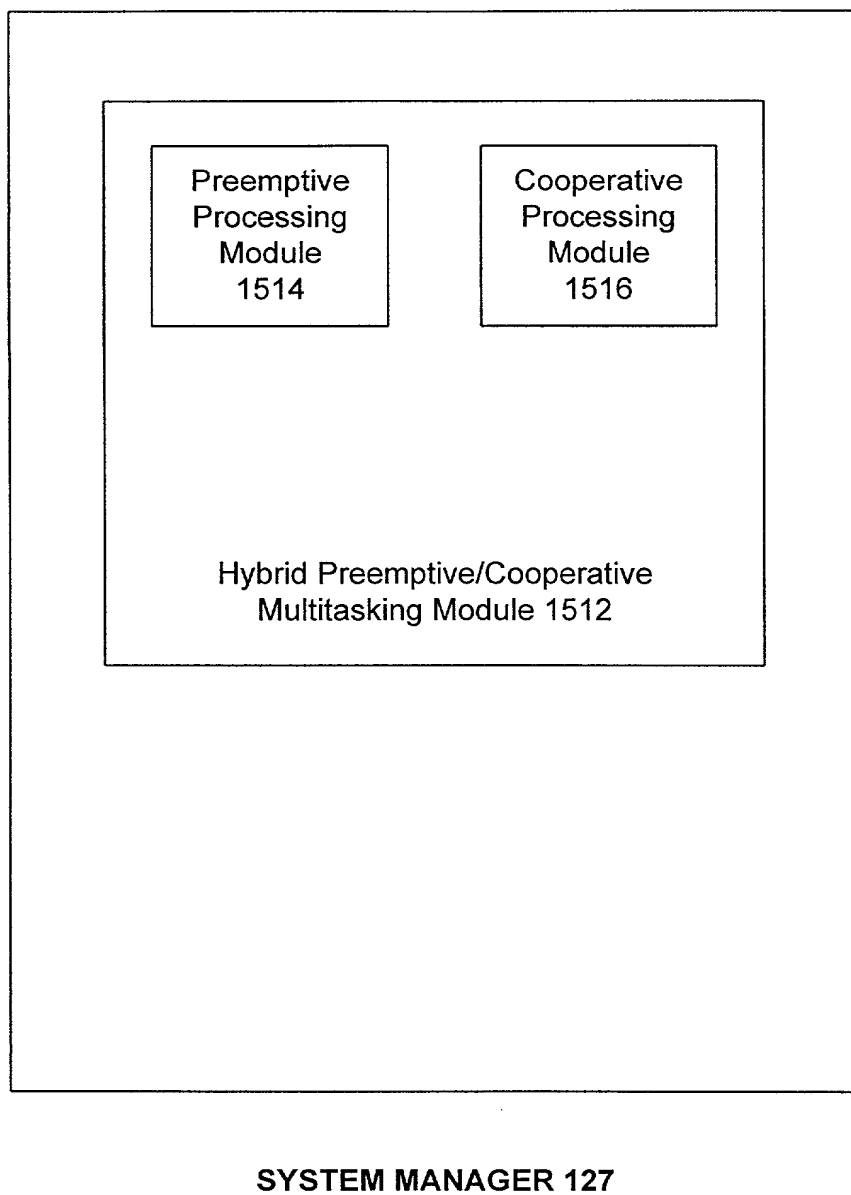 Preemptive
Processing
Module
1514
Cooperative
Processing
Module
1516
Hybrid Preemptive/Cooperative
Multitasking Module 1512
SYSTEM MANAGER 127